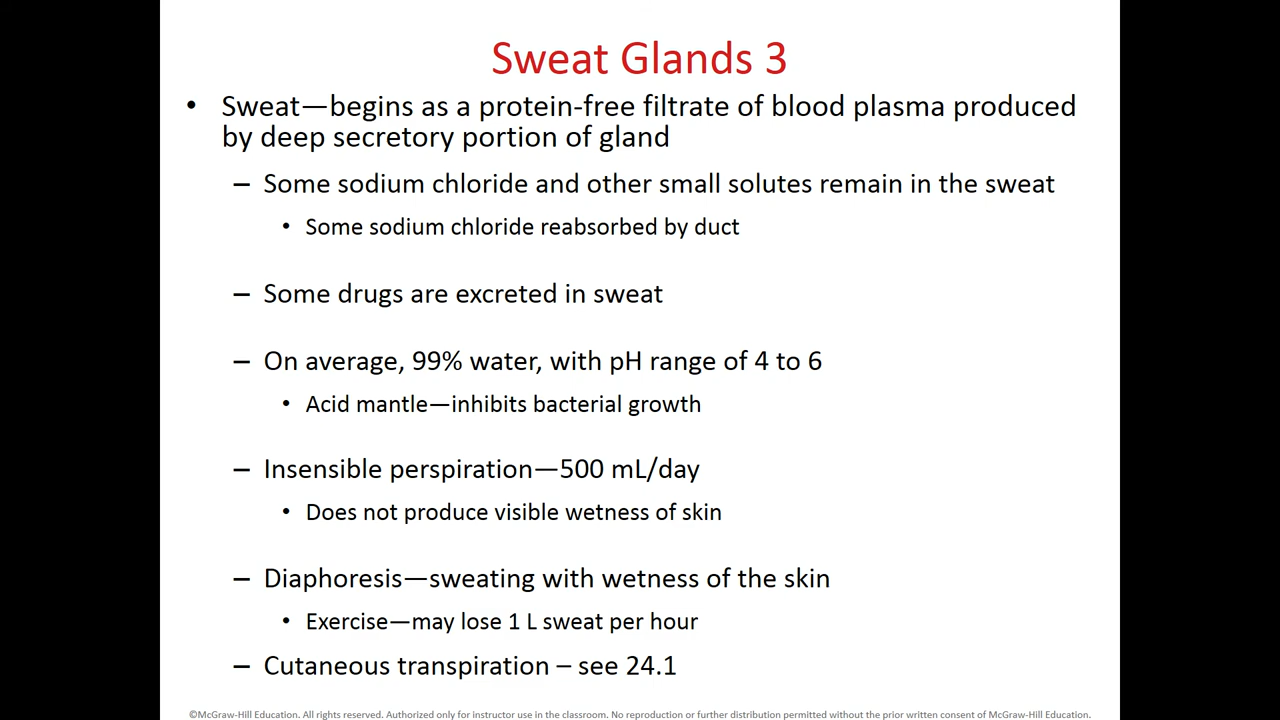 Sweat Glands 3
• Sweat—begins as a protein-free filtrate of blood plasma produced
by deep secretory portion of gland
– Some sodium chloride and other small solutes remain in the sweat
• Some sodium chloride reabsorbed by duct
– Some drugs are excreted in sweat
– On average, 99% water, with pH range of 4 to 6
• Acid mantle—inhibits bacterial growth
– Insensible perspiration—500 mL/day
• Does not produce visible wetness of skin
– Diaphoresis—sweating with wetness of the skin
• Exercise—may lose 1 L sweat per hour
– Cutaneous transpiration – see 24.1
©McGraw-Hill Education. All rights reserved. Authorized only for instructor use in the classroom. No reproduction or further distribution permitted without the prior written consent of McGraw-Hill Education.